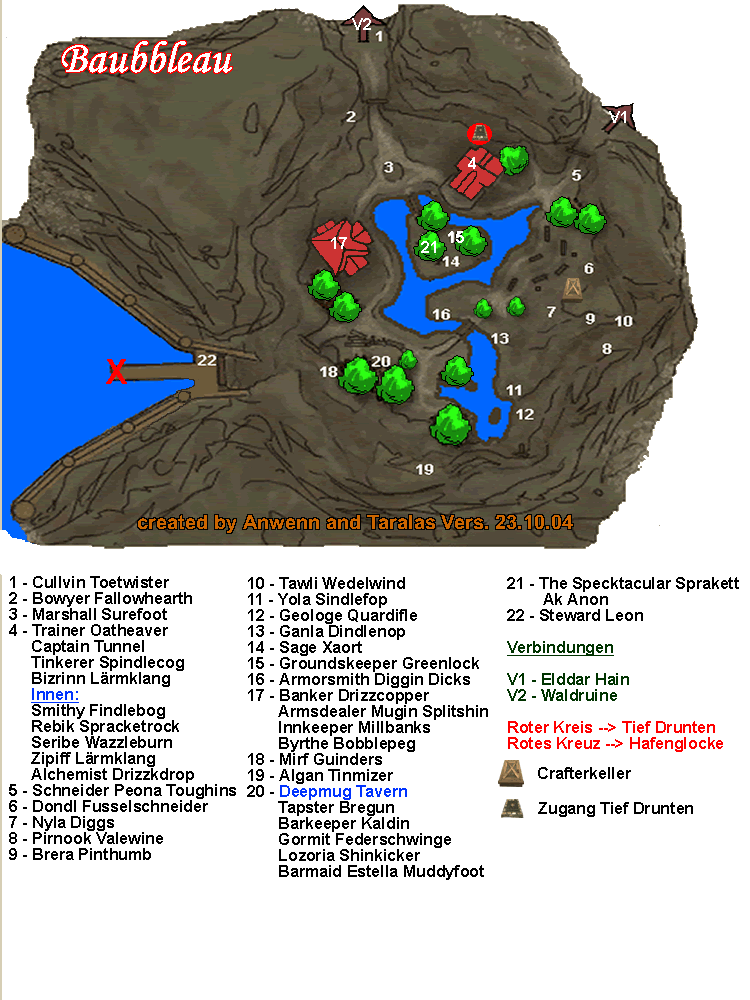 V2
1
Baubbleau
V1
2
4
3
5
15
17
21
14
6
16
7
9
10
13
8
22
20
18
11
12
19
X
created by Anwenn and Taralas Vers. 23.10.04
1 - Cullvin Toetwister
2 - Bowyer Fallowhearth
3 - Marshall Surefoot
4 - Trainer Oatheaver
Captain Tunnel
Tinkerer Spindlecog
Bizrinn Lärmklang
Innen:
Smithy Findlebog
Rebik Spracketrock
Seribe Wazzleburn
Zipiff Lärmklang
Alchemist Drizzkdrop
5 - Schneider Peona Toughins
6 - Dondl Fusselschneider
7 - Nyla Diggs
8 - Pirnook Valewine
9 - Brera Pinthumb
10 - Tawli Wedelwind
11 - Yola Sindlefop
12 - Geologe Quardifle
13 - Ganla Dindlenop
14 - Sage Xaort
15 - Groundskeeper Greenlock
16 - Armorsmith Diggin Dicks
17 - Banker Drizzcopper
Armsdealer Mugin Splitshin
Innkeeper Millbanks
Byrthe Bobblepeg
18 - Mirf Guinders
19 - Algan Tinmizer
20 - Deepmug Tavern
Tapster Bregun
Barkeeper Kaldin
Gormit Federschwinge
Lozoria Shinkicker
Barmaid Estella Muddyfoot
21 - The Specktacular Sprakett
Ak Anon
22 - Steward Leon
Verbindungen
V1 - Elddar Hain
V2 - Waldruine
Roter Kreis --> Tief Drunten
Rotes Kreuz --> Hafenglocke
Crafterkeller
Zugang Tief Drunten